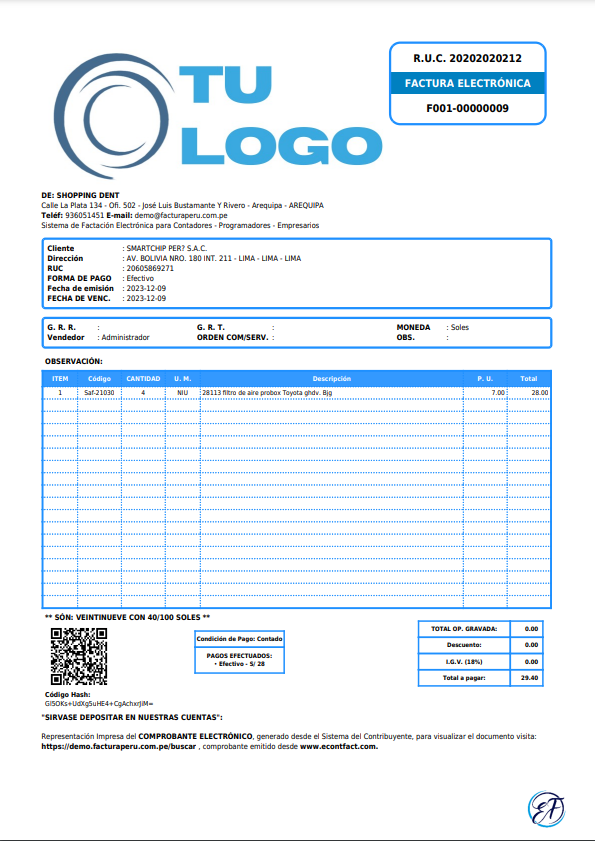 TU
LOGO
R.U.C. 20202020212
FACTURA ELECTRÓNICA
F001-00000009
DE: SHOPPING DENT
Calle La Plata 134 - Ofi. 502 - José Luis Bustamante Y Rivero - Arequipa - AREQUIPA
Teléf: 936051451 E-mail: demo@facturaperu.com.pe
Sistema de Factación Electrónica para Contadores - Programadores - Empresarios
Cliente : SMARTCHIP PER? S.A.C.
Dirección : AV. BOLIVIA NRO. 180 INT. 211 - LIMA - LIMA - LIMA
RUC : 20605869271
FORMA DE PAGO : Efectivo
Fecha de emisión : 2023-12-09
FECHA DE VENC. : 2023-12-09
G. R. R. : G. R. T. : MONEDA : Soles
Vendedor : Administrador ORDEN COM/SERV. : OBS. :
OBSERVACIÓN:
ITEM Código CANTIDAD U. M. Descripción P. U. Total
1 Saf-21030 4 NIU 28113 filtro de aire probox Toyota ghdv. Bjg 7.00 28.00
** SÓN: VEINTINUEVE CON 40/100 SOLES **
Condición de Pago: Contado
PAGOS EFECTUADOS:
• Efectivo - S/ 28
TOTAL OP. GRAVADA: 0.00
Descuento: 0.00
I.G.V. (18%) 0.00
Total a pagar: 29.40
Código Hash:
Gl5OKs+UdXg5uHE4+CgAchxrJiM=
"SIRVASE DEPOSITAR EN NUESTRAS CUENTAS":
Representación Impresa del COMPROBANTE ELECTRÓNICO, generado desde el Sistema del Contribuyente, para visualizar el documento visita:
https://demo.facturaperu.com.pe/buscar , comprobante emitido desde www.econtfact.com.
EF